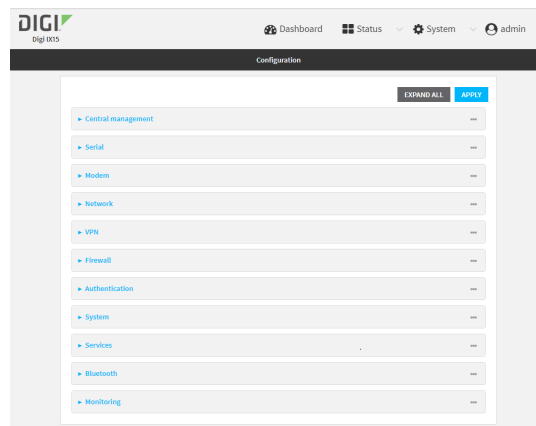 DIGI
Digi IX15
Dashboard Status System admin
Configuration
EXPAND ALL APPLY
Central management
Serial
Modem
Network
VPN
Firewall
Authentication
System
Services
Bluetooth
Monitoring